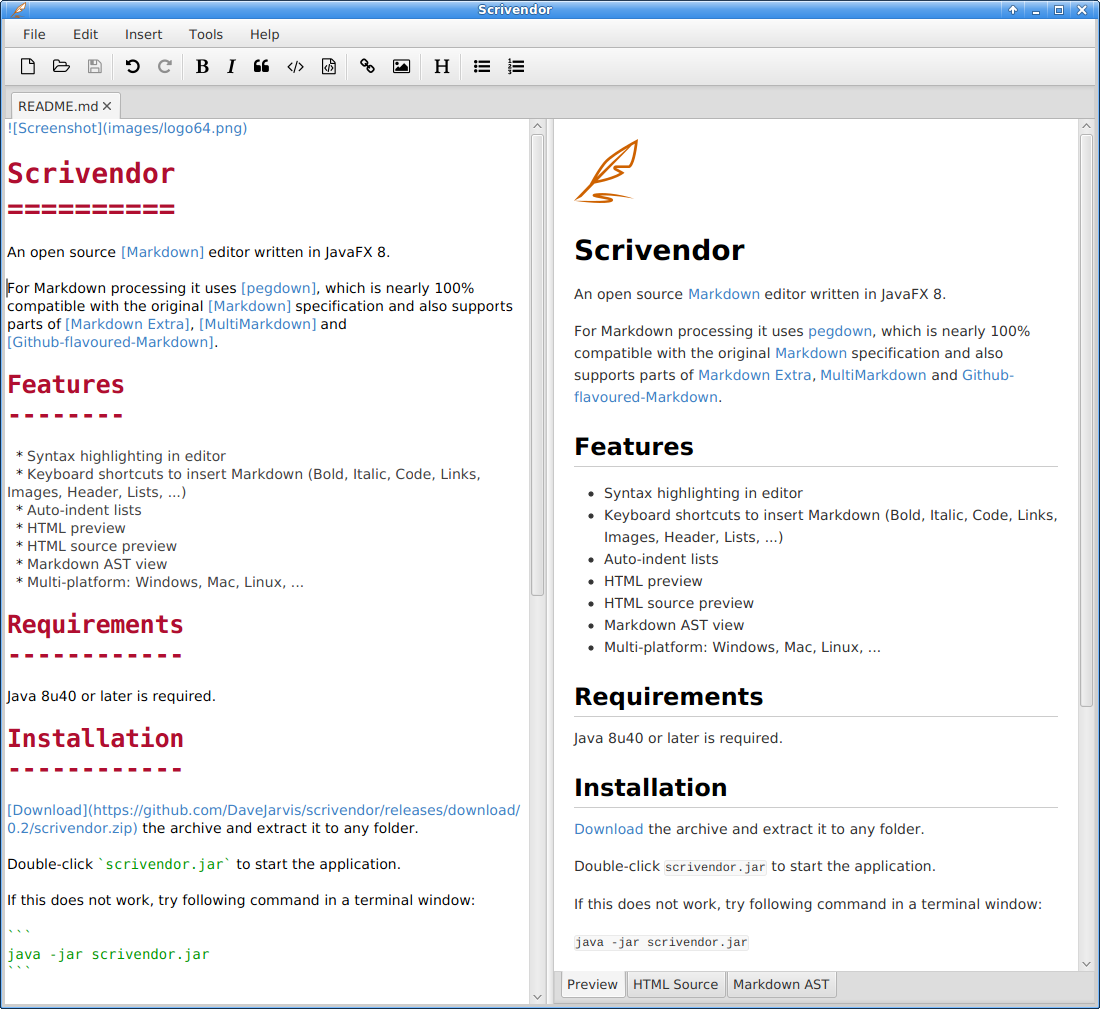 Scrivendor
File Edit Insert Tools Help
B I H
README.md
![Screenshot](images/logo64.png)
Scrivendor
==========
An open source [Markdown] editor written in JavaFX 8.
For Markdown processing it uses [pegdown], which is nearly 100%
compatible with the original [Markdown] specification and also supports
parts of [Markdown Extra], [MultiMarkdown] and
[Github-flavoured-Markdown].
Features
--------
* Syntax highlighting in editor
* Keyboard shortcuts to insert Markdown (Bold, Italic, Code, Links,
Images, Header, Lists, ...)
* Auto-indent lists
* HTML preview
* HTML source preview
* Markdown AST view
* Multi-platform: Windows, Mac, Linux, ...
Requirements
------------
Java 8u40 or later is required.
Installation
------------
[Download](https://github.com/DaveJarvis/scrivendor/releases/download/
0.2/scrivendor.zip) the archive and extract it to any folder.
Double-click `scrivendor.jar` to start the application.
If this does not work, try following command in a terminal window:
```
java -jar scrivendor.jar
```
Scrivendor
An open source Markdown editor written in JavaFX 8.
For Markdown processing it uses pegdown, which is nearly 100%
compatible with the original Markdown specification and also
supports parts of Markdown Extra, MultiMarkdown and Github-
flavoured-Markdown.
Features
• Syntax highlighting in editor
• Keyboard shortcuts to insert Markdown (Bold, Italic, Code, Links,
Images, Header, Lists, ...)
• Auto-indent lists
• HTML preview
• HTML source preview
• Markdown AST view
• Multi-platform: Windows, Mac, Linux, ...
Requirements
Java 8u40 or later is required.
Installation
Download the archive and extract it to any folder.
Double-click scrivendor.jar to start the application.
If this does not work, try following command in a terminal window:
java -jar scrivendor.jar
Preview HTML Source Markdown AST